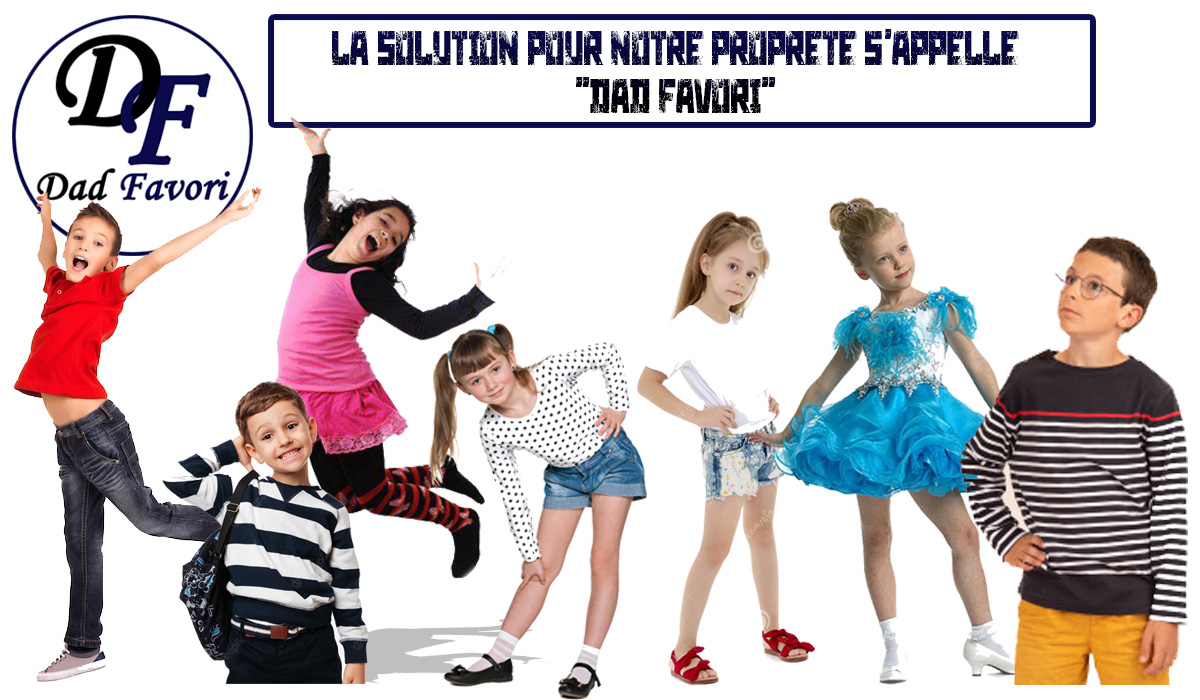 LA SOLUTION POUR NOTRE PROPRETE S'APPELLE
"DAD FAVORI"
DF
Dad Favori